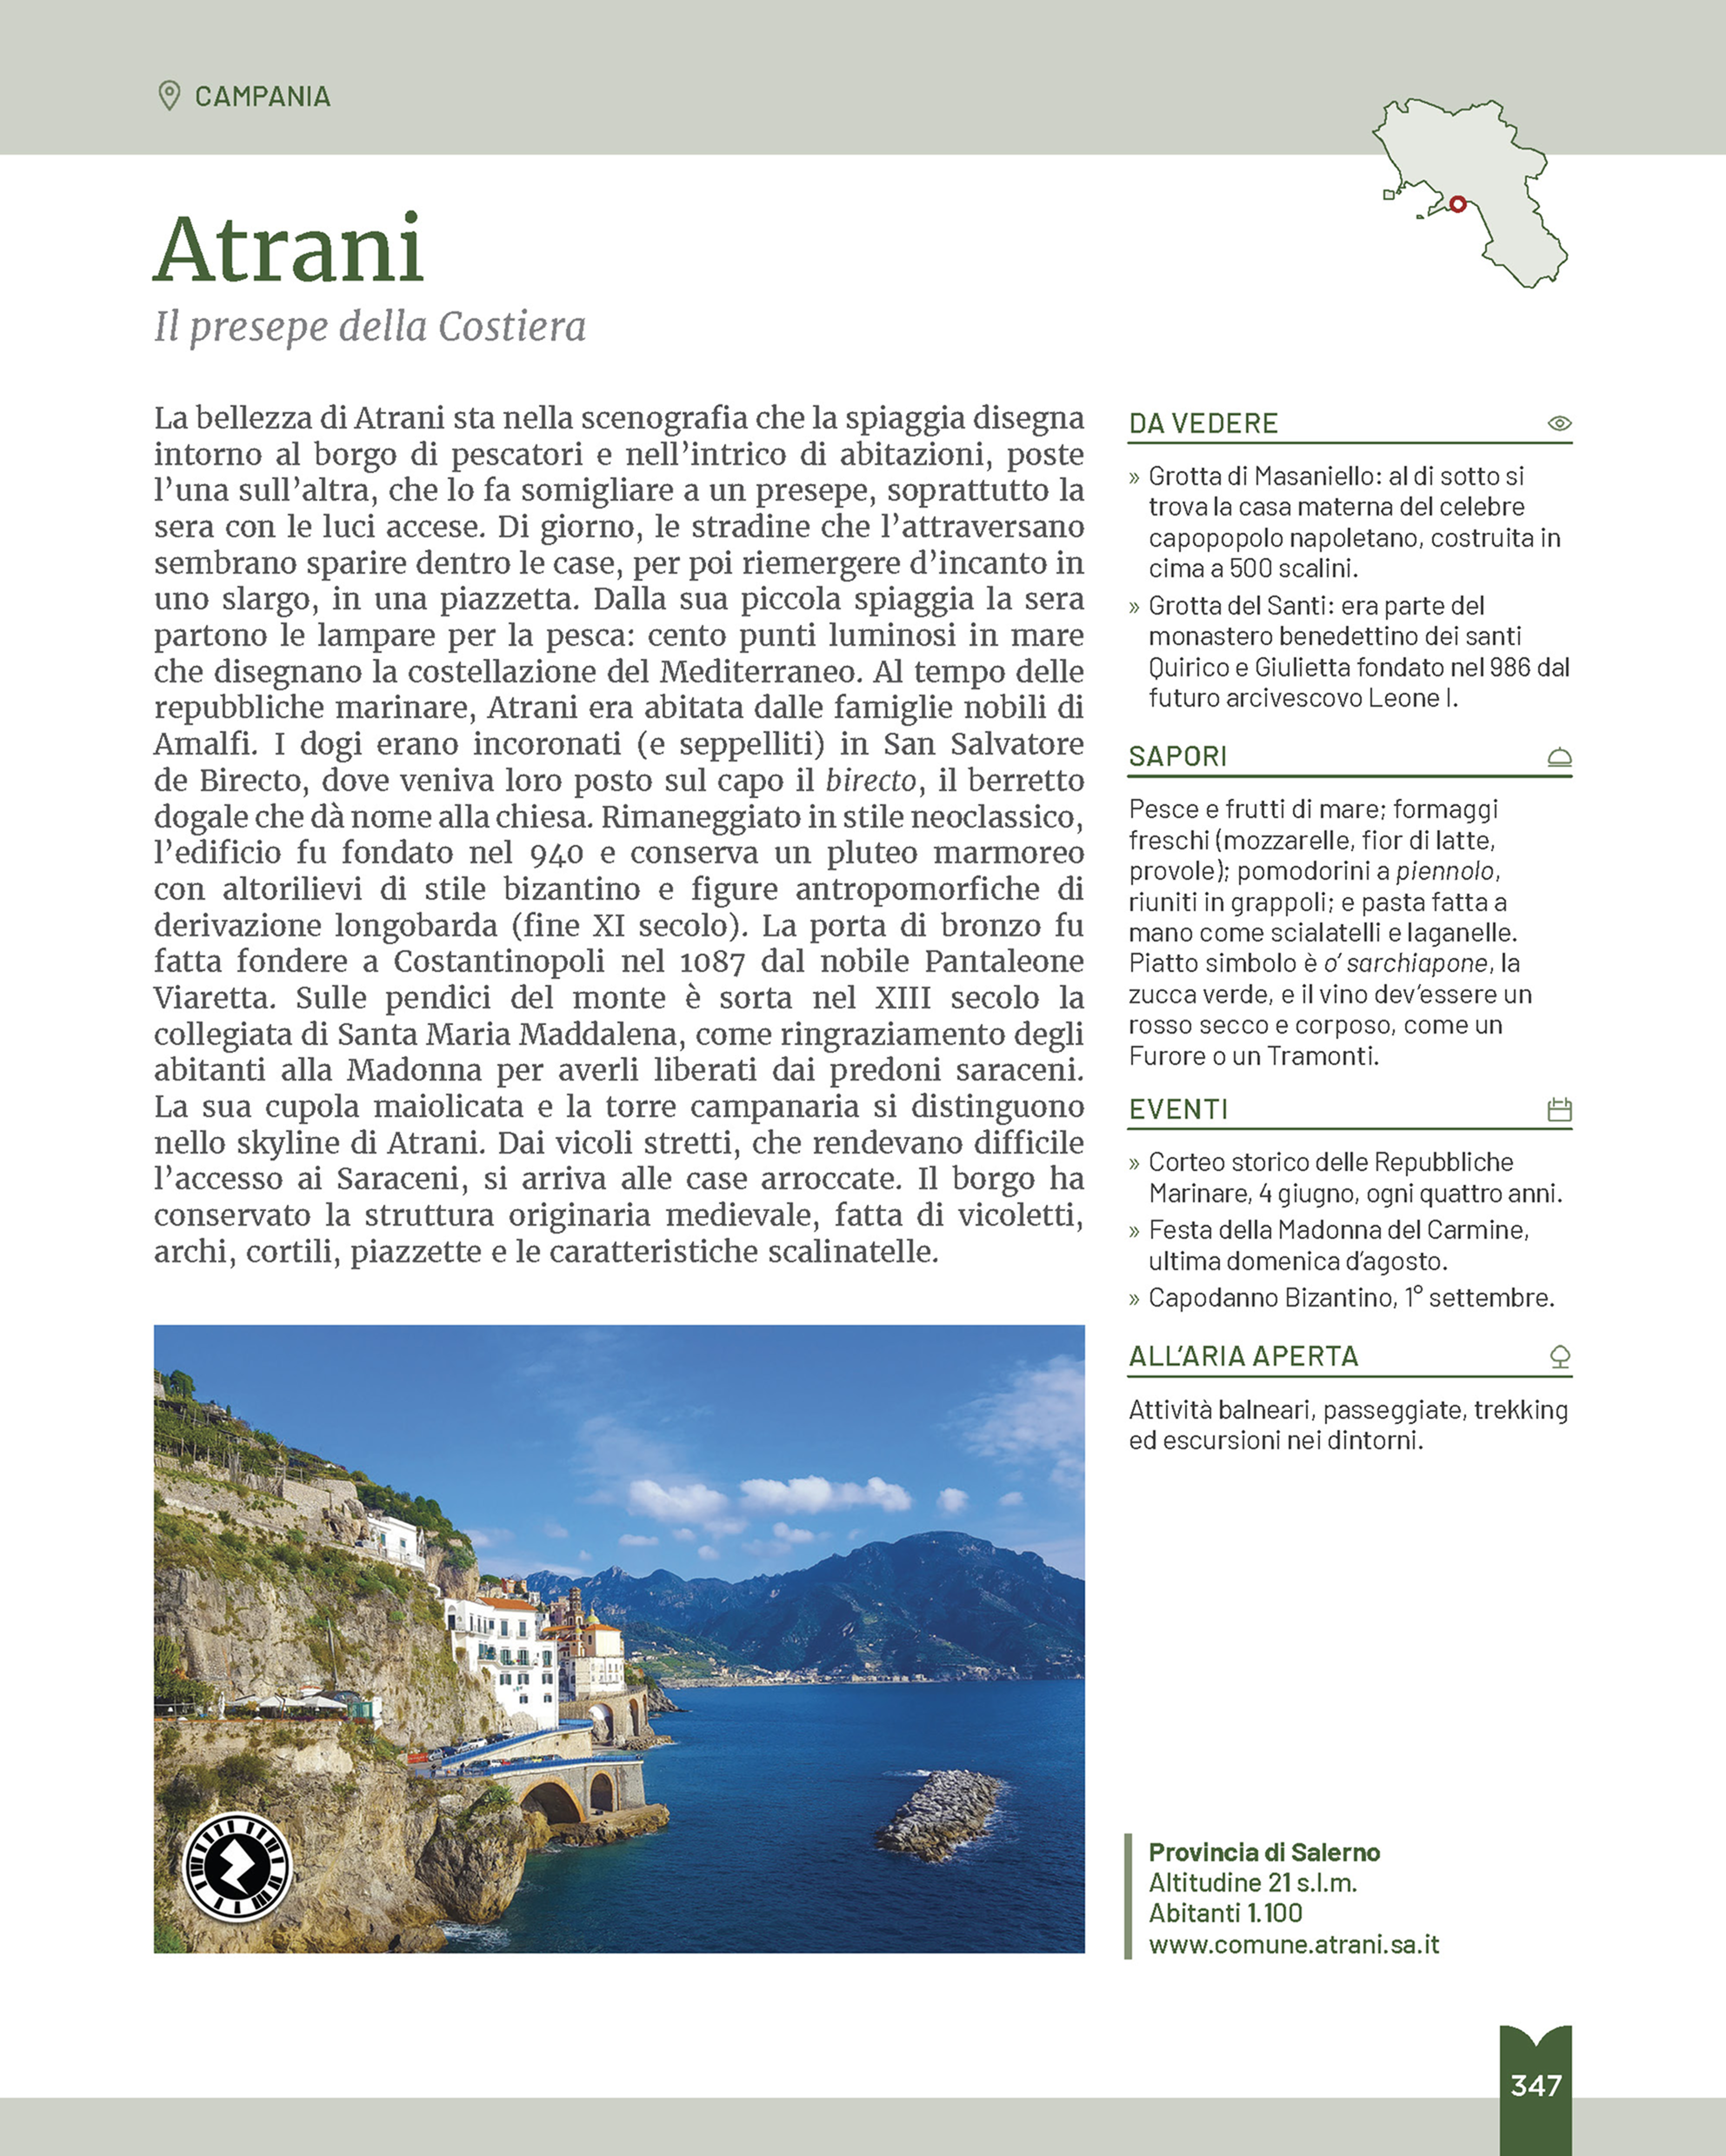 CAMPANIA
Atrani
Il presepe della Costiera
La bellezza di Atrani sta nella scenografia che la spiaggia disegna
intorno al borgo di pescatori e nell’intrico di abitazioni, poste
l’una sull’altra, che lo fa somigliare a un presepe, soprattutto la
sera con le luci accese. Di giorno, le stradine che l’attraversano
sembrano sparire dentro le case, per poi riemergere d’incanto in
uno slargo, in una piazzetta. Dalla sua piccola spiaggia la sera
partono le lampare per la pesca: cento punti luminosi in mare
che disegnano la costellazione del Mediterraneo. Al tempo delle
repubbliche marinare, Atrani era abitata dalle famiglie nobili di
Amalfi. I dogi erano incoronati (e seppelliti) in San Salvatore
de Birecto, dove veniva loro posto sul capo il birecto, il berretto
dogale che dà nome alla chiesa. Rimaneggiato in stile neoclassico,
l’edificio fu fondato nel 940 e conserva un pluteo marmoreo
con altorilievi di stile bizantino e figure antropomorfiche di
derivazione longobarda (fine XI secolo). La porta di bronzo fu
fatta fondere a Costantinopoli nel 1087 dal nobile Pantaleone
Viaretta. Sulle pendici del monte è sorta nel XIII secolo la
collegiata di Santa Maria Maddalena, come ringraziamento degli
abitanti alla Madonna per averli liberati dai predoni saraceni.
La sua cupola maiolicata e la torre campanaria si distinguono
nello skyline di Atrani. Dai vicoli stretti, che rendevano difficile
l’accesso ai Saraceni, si arriva alle case arroccate. Il borgo ha
conservato la struttura originaria medievale, fatta di vicoletti,
archi, cortili, piazzette e le caratteristiche scalinatelle.
DA VEDERE
» Grotta di Masaniello: al di sotto si
trova la casa materna del celebre
capopopolo napoletano, costruita in
cima a 500 scalini.
» Grotta del Santi: era parte del
monastero benedettino dei santi
Quirico e Giulietta fondato nel 986 dal
futuro arcivescovo Leone I.
SAPORI
Pesce e frutti di mare; formaggi
freschi (mozzarelle, fior di latte,
provole); pomodorini a piennolo,
riuniti in grappoli; e pasta fatta a
mano come scialatelli e laganelle.
Piatto simbolo è o’ sarchiapone, la
zucca verde, e il vino dev’essere un
rosso secco e corposo, come un
Furore o un Tramonti.
EVENTI
» Corteo storico delle Repubbliche
Marinare, 4 giugno, ogni quattro anni.
» Festa della Madonna del Carmine,
ultima domenica d’agosto.
» Capodanno Bizantino, 1° settembre.
ALL’ARIA APERTA
Attività balneari, passeggiate, trekking
ed escursioni nei dintorni.
Provincia di Salerno
Altitudine 21 s.l.m.
Abitanti 1.100
www.comune.atrani.sa.it
347